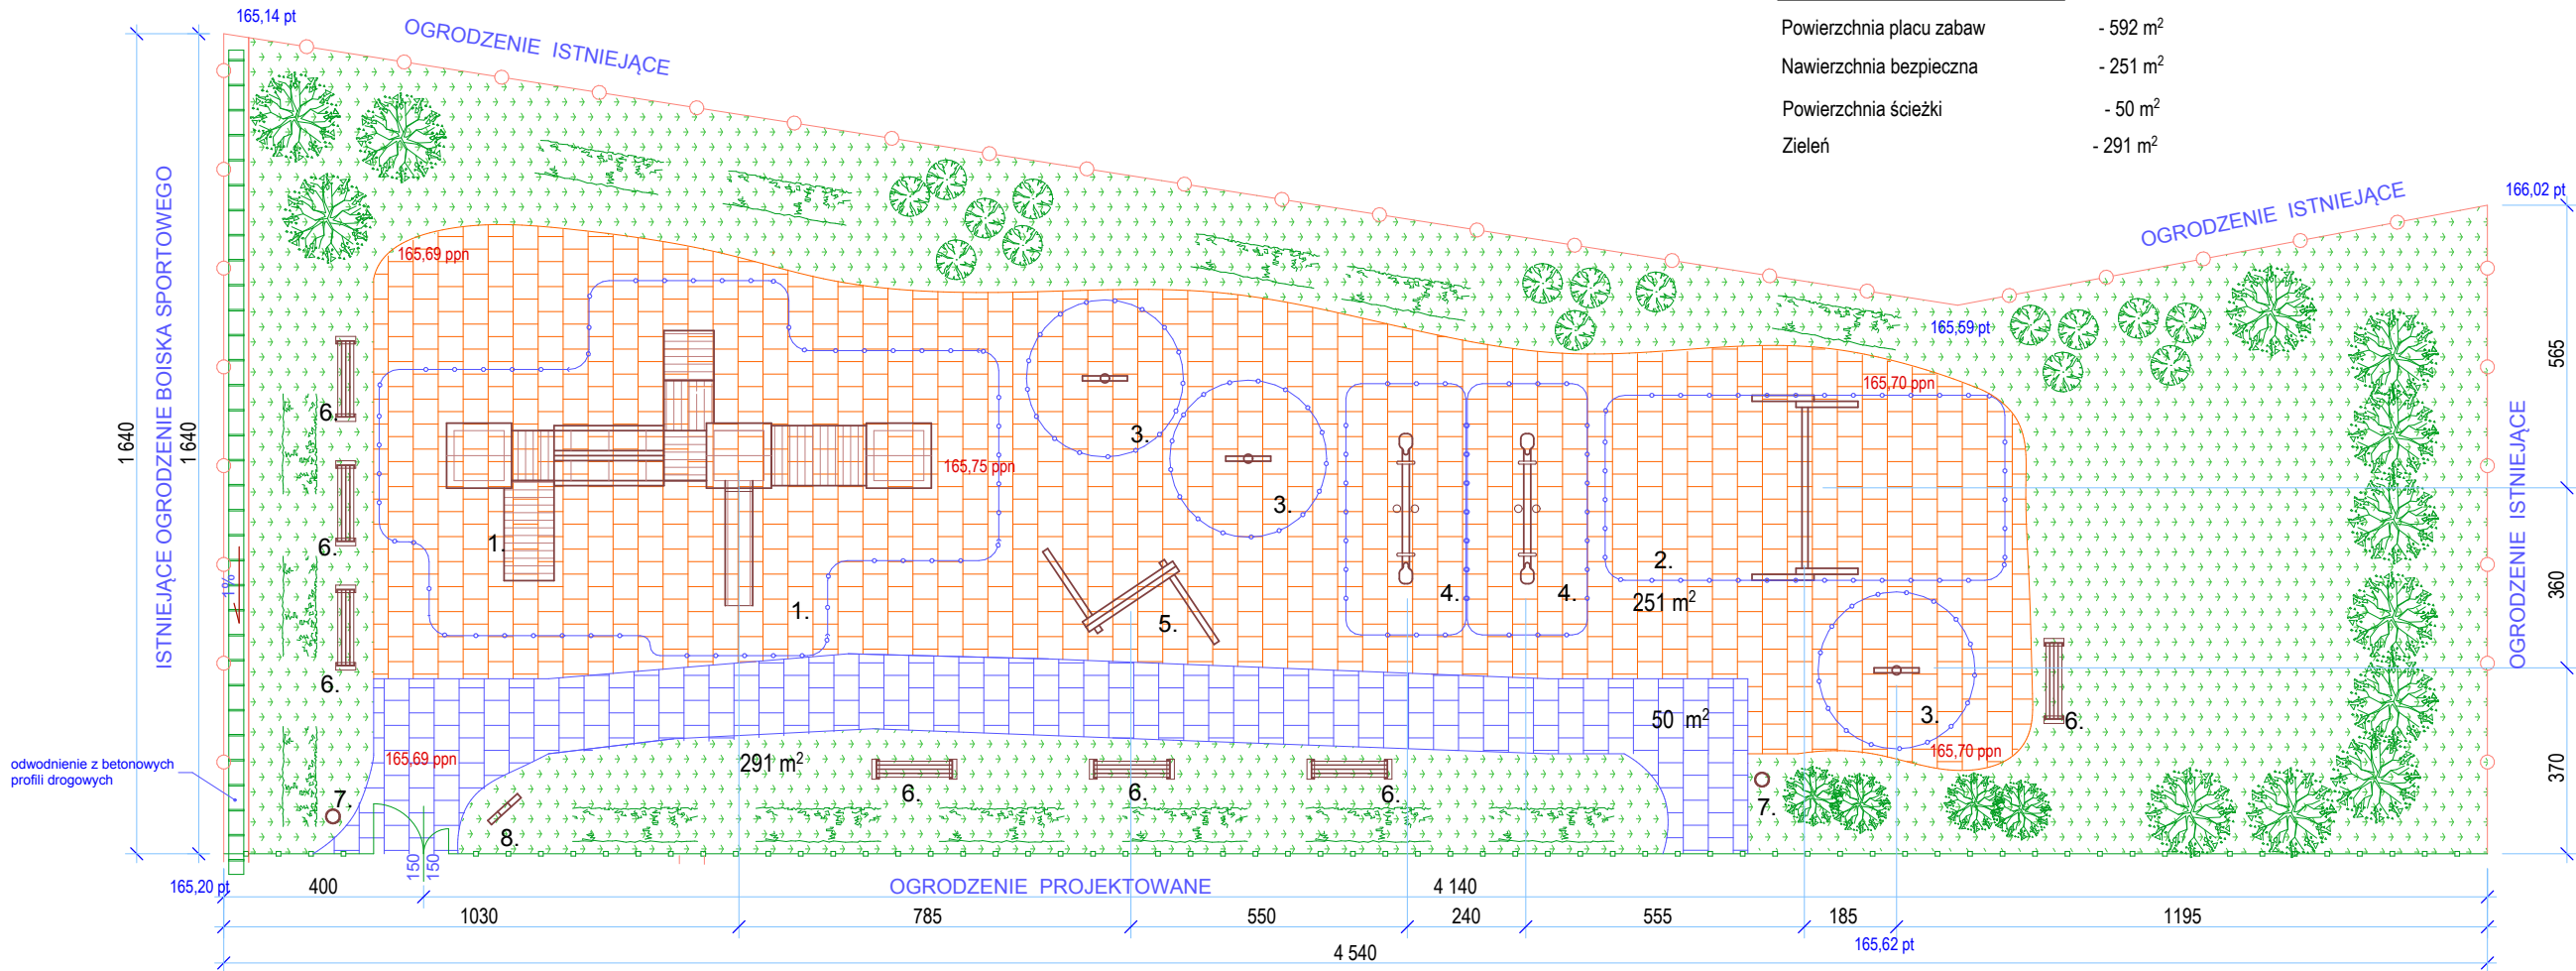 165,14 pt
OGRODZENIE ISTNIEJĄCE
Powierzchnia placu zabaw - 592 m²
Nawierzchnia bezpieczna - 251 m²
Powierzchnia ścieżki - 50 m²
Zieleń - 291 m²
166,02 pt
OGRODZENIE ISTNIEJĄCE
165,69 ppn
165,59 pt
165,70 ppn
1640
1640
ISTNIEJĄCE OGRODZENIE BOISKA SPORTOWEGO
565
360
370
OGRODZENIE ISTNIEJĄCE
6.
6.
6.
3.
3.
165,75 ppn
1.
1.
5.
4.
4.
2.
251 m²
1%
3.
6.
165,70 ppn
50 m²
165,69 ppn
291 m²
odwodnienie z betonowych
profili drogowych
7.
8.
6.
6.
6.
7.
150
150
165,20 pt
400
OGRODZENIE PROJEKTOWANE
4 140
1030
785
550
240
555
185
1195
165,62 pt
4 540